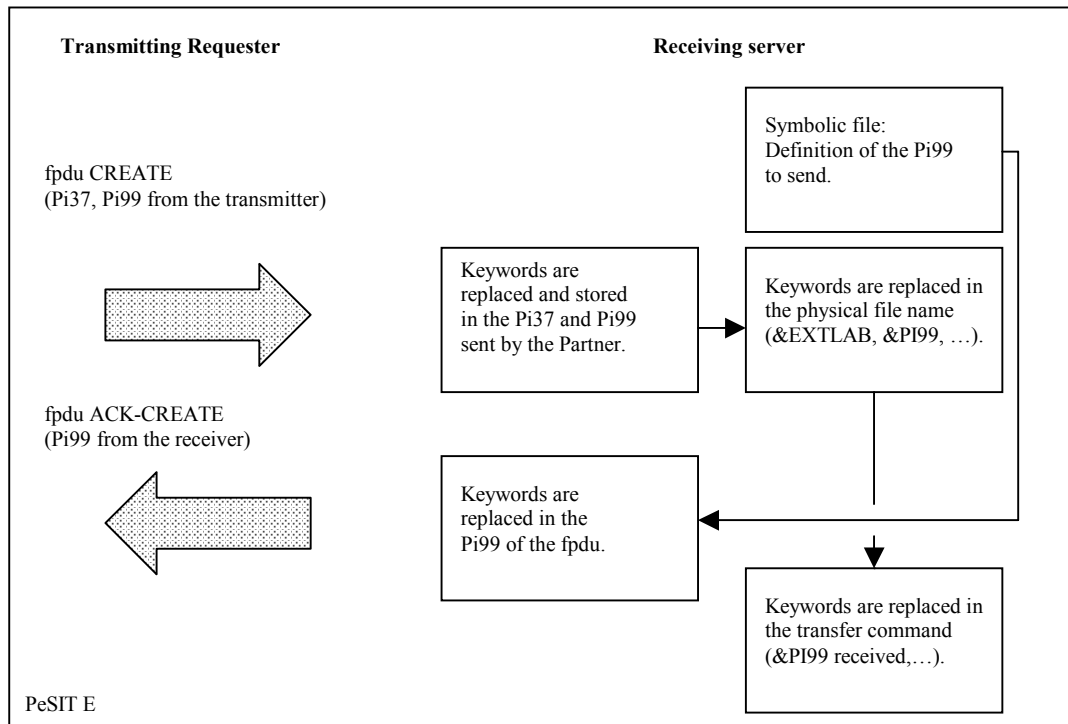 Transmitting Requester
Receiving server
Symbolic file:
Definition of the Pi99
to send.
fpdu CREATE
(Pi37, Pi99 from the transmitter)
Keywords are
replaced and stored
in the Pi37 and Pi99
sent by the Partner.
Keywords are replaced in
the physical file name
(&EXTLAB, &PI99, …).
fpdu ACK-CREATE
(Pi99 from the receiver)
Keywords are
replaced in the
Pi99 of the fpdu.
Keywords are replaced in
the transfer command
(&PI99 received,…).
PeSIT E